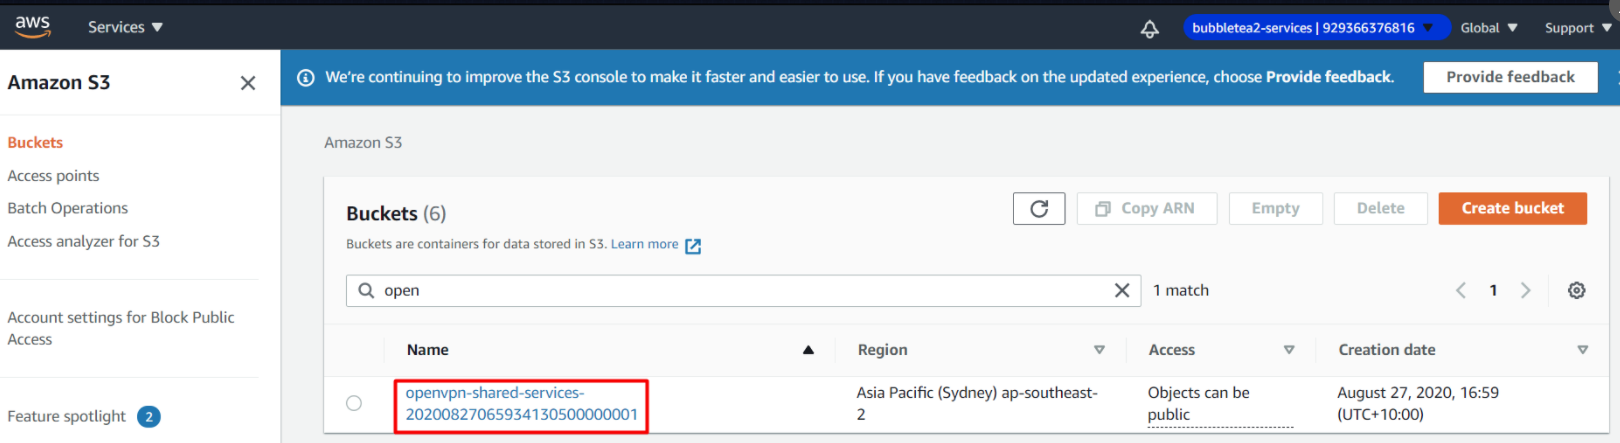 aws
Services
bubbletea2-services | 929366376816
Global
Support
Amazon S3
We're continuing to improve the S3 console to make it faster and easier to use. If you have feedback on the updated experience, choose Provide feedback.
Provide feedback
Buckets
Access points
Batch Operations
Access analyzer for S3
Account settings for Block Public
Access
Feature spotlight 2
Amazon S3
Buckets (6)
Copy ARN
Empty
Delete
Create bucket
Buckets are containers for data stored in S3. Learn more
open
1 match
1
Name
Region
Access
Creation date
openvpn-shared-services-
20200827065934130500000001
Asia Pacific (Sydney) ap-southeast-
2
Objects can be
public
August 27, 2020, 16:59
(UTC+10:00)